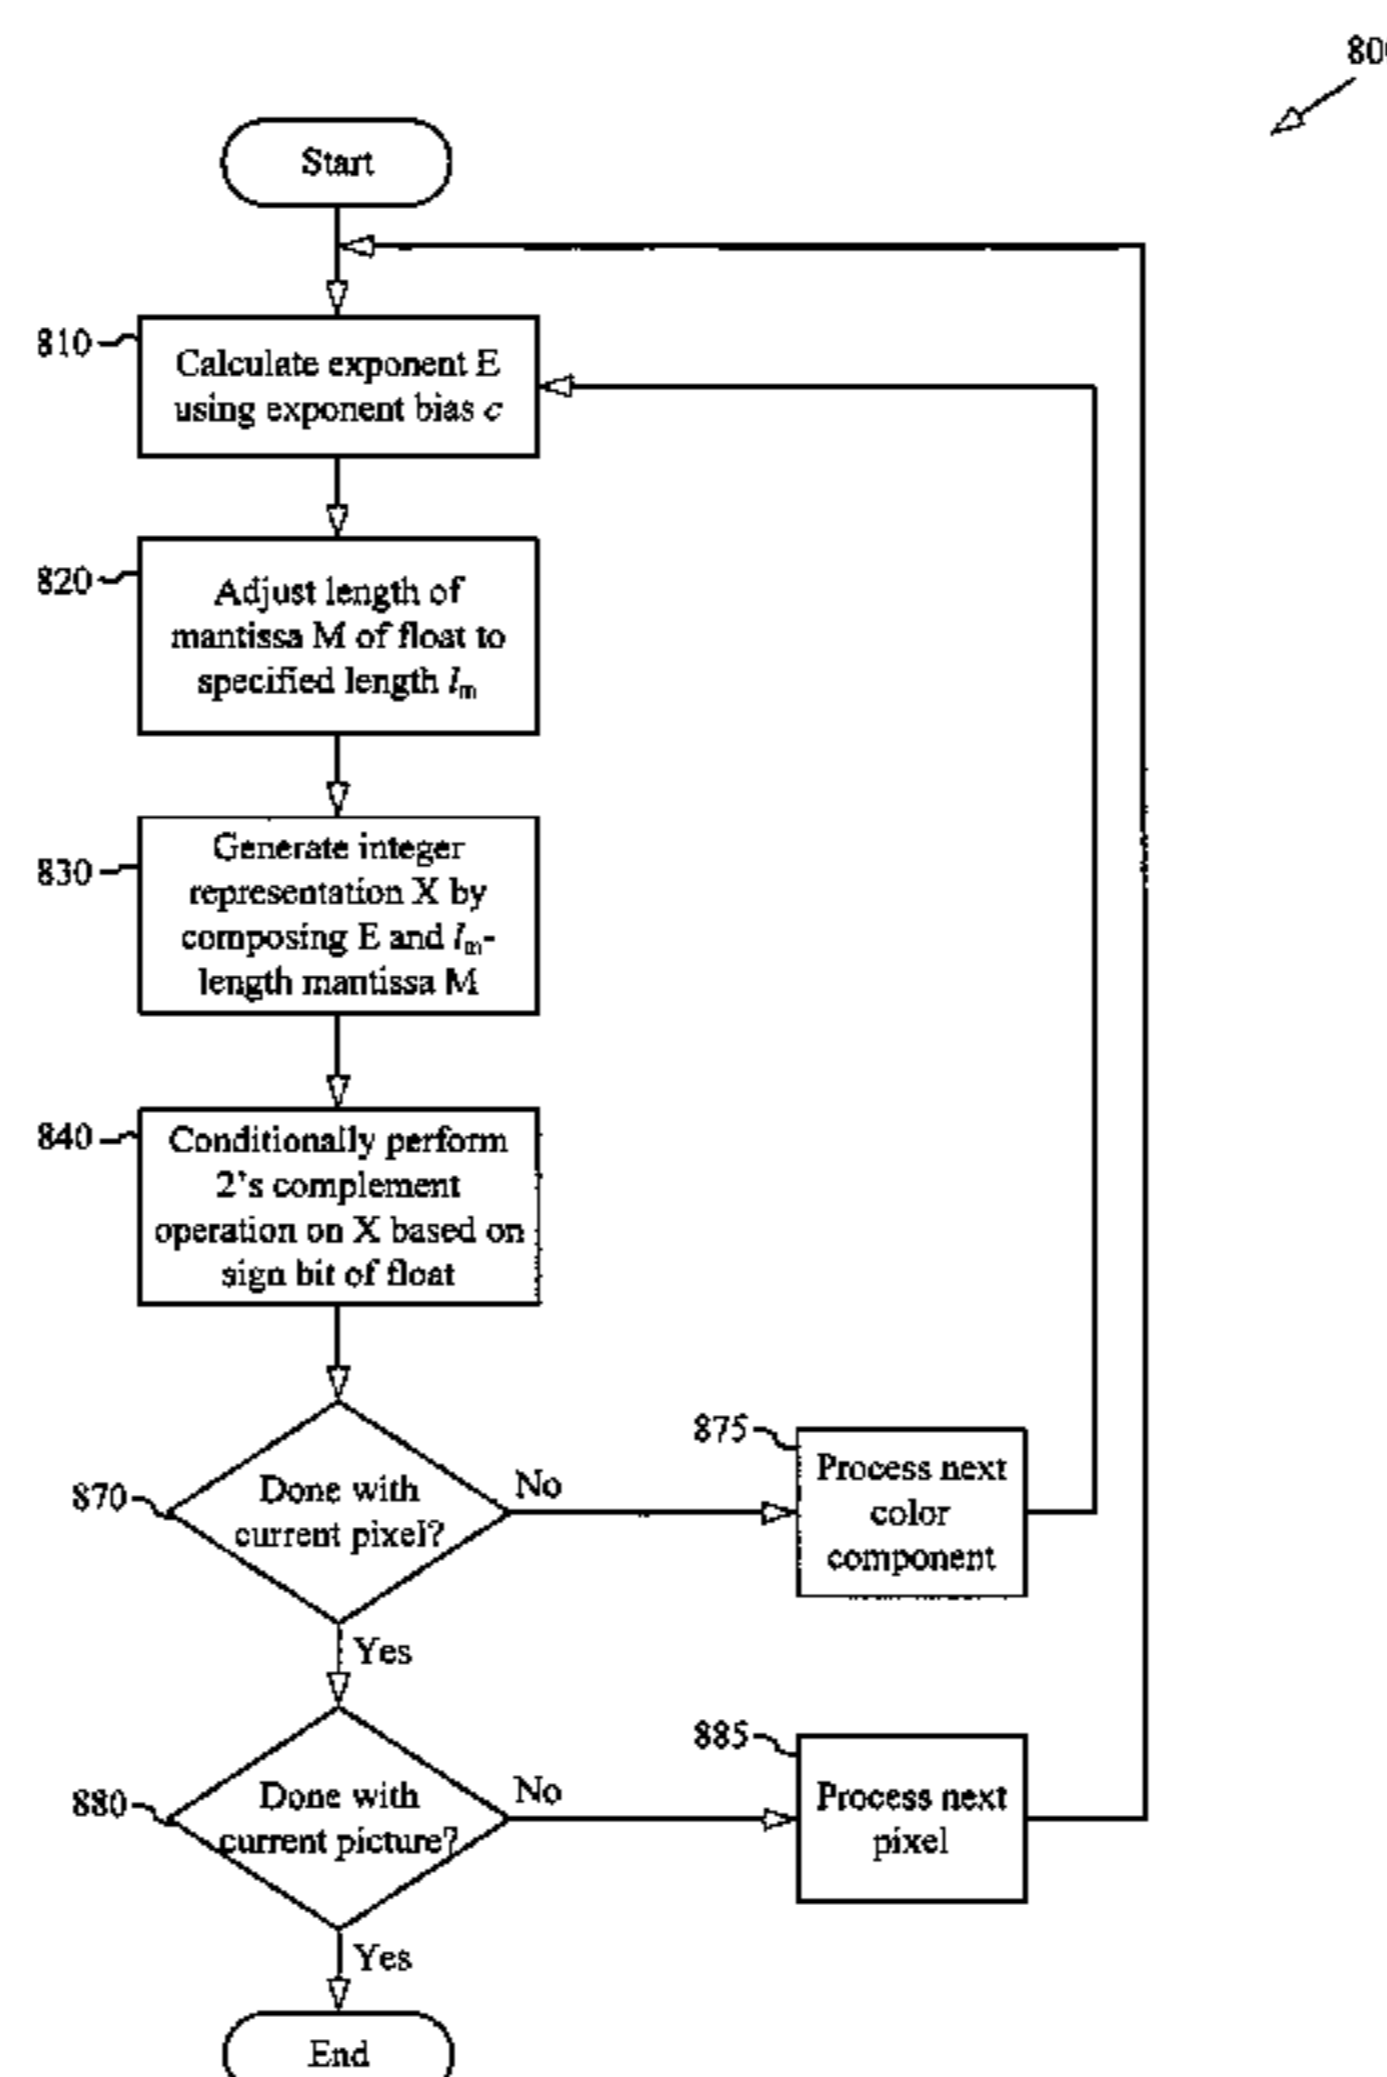 Start
810
Calculate exponent E
using exponent bias c
820
Adjust length of
mantissa M of float to
specified length lm
830
Generate integer
representation X by
composing E and lm-
length mantissa M
840
Conditionally perform
2's complement
operation on X based on
sign bit of float
870
Done with
current pixel?
No
875
Process next
color
component
Yes
880
Done with
current picture?
No
885
Process next
pixel
Yes
End